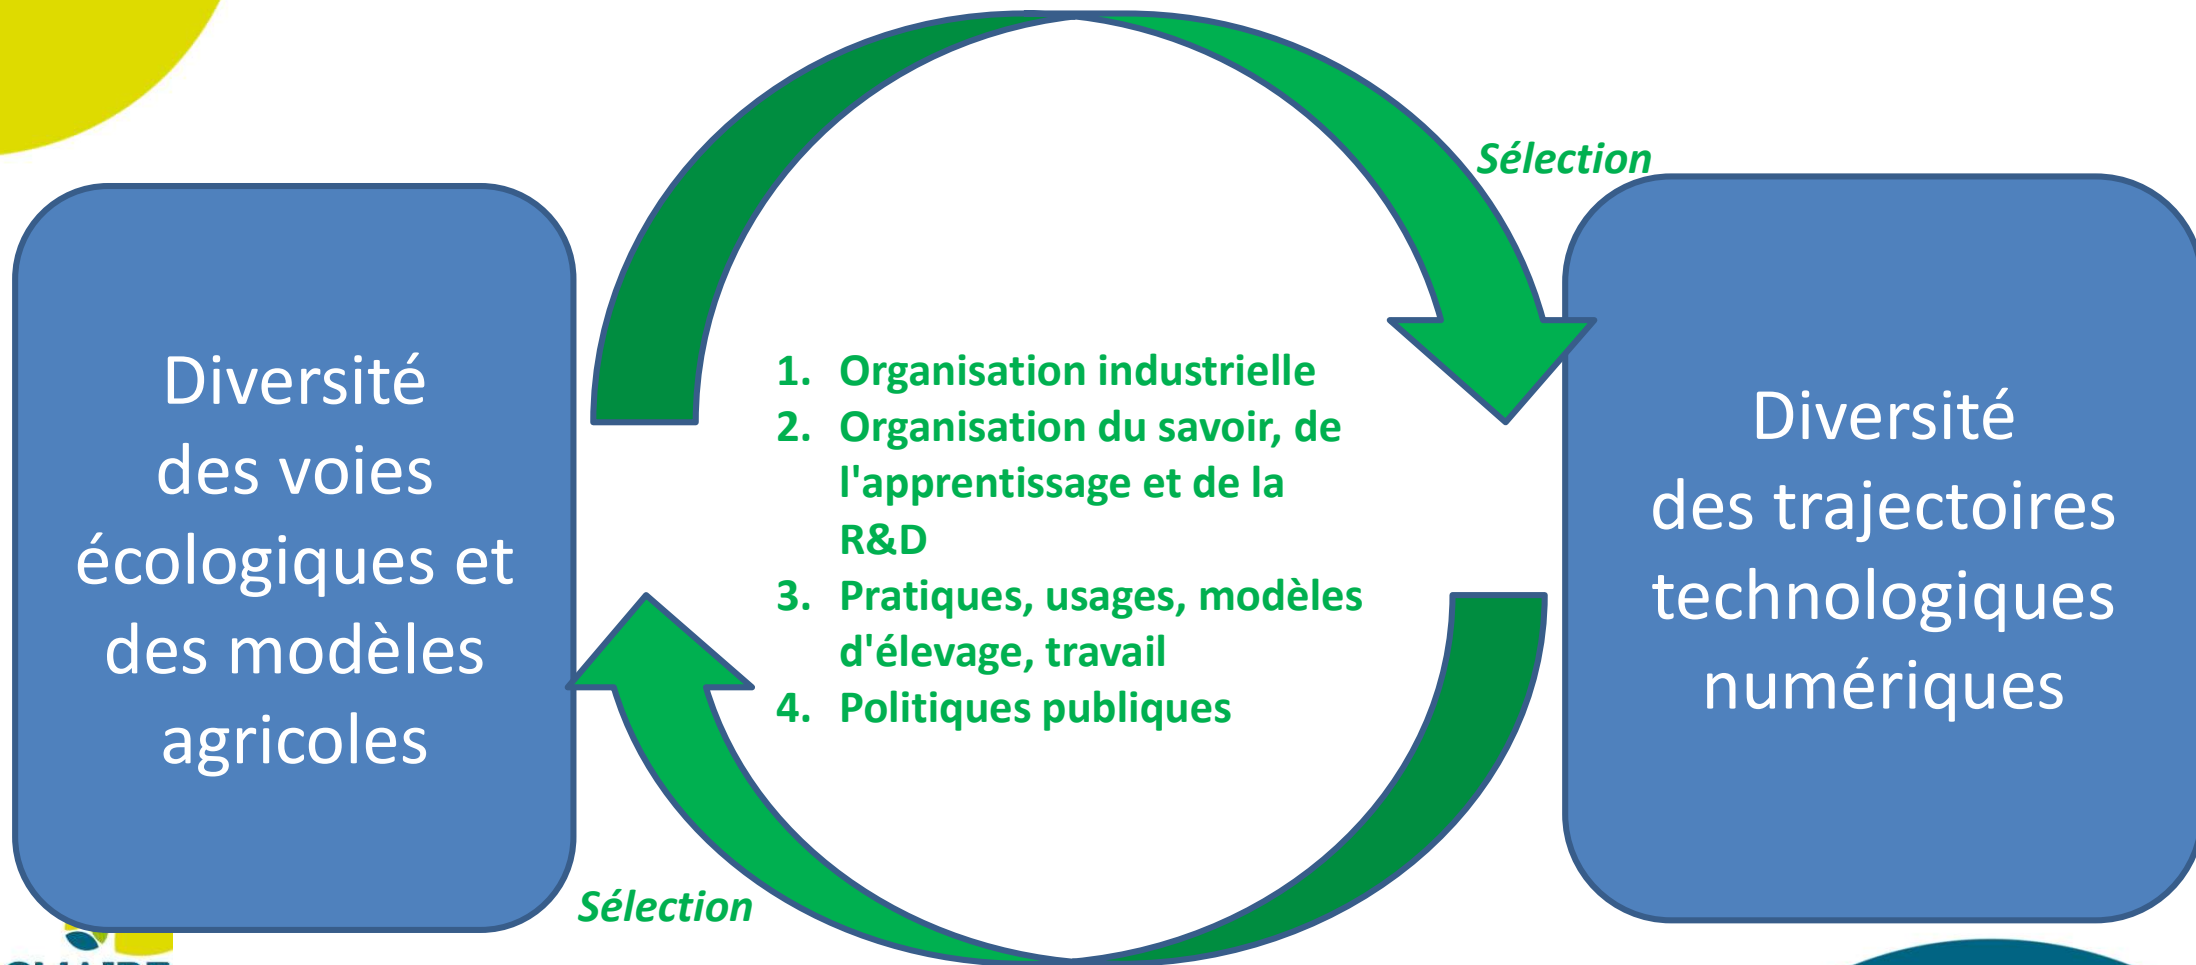 Sélection
Diversité
des voies
écologiques et
des modèles
agricoles
1. Organisation industrielle
2. Organisation du savoir, de
l'apprentissage et de la
R&D
3. Pratiques, usages, modèles
d'élevage, travail
4. Politiques publiques
Diversité
des trajectoires
technologiques
numériques
Sélection